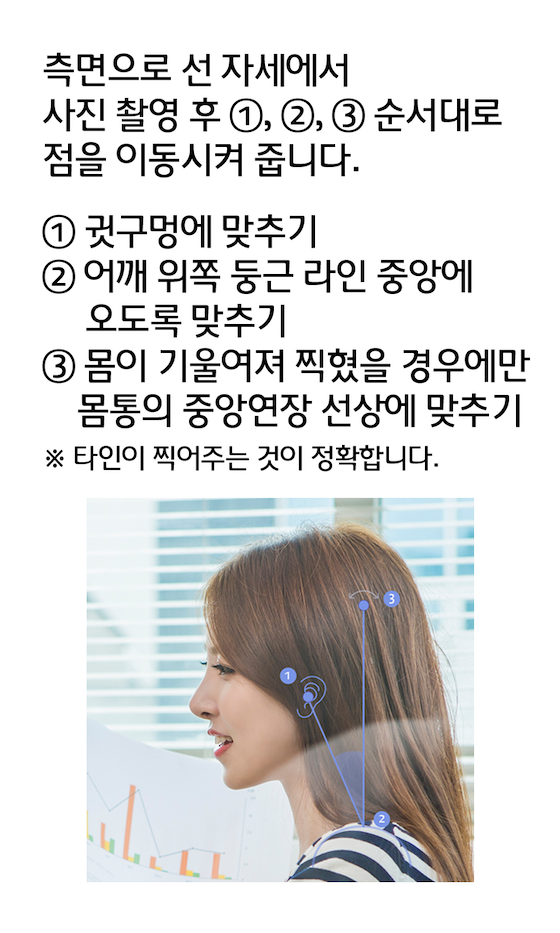 측면으로 선 자세에서
사진 촬영 후 ①, ②, ③ 순서대로
점을 이동시켜 줍니다.
① 귓구멍에 맞추기
② 어깨 위쪽 둥근 라인 중앙에
오도록 맞추기
③ 몸이 기울여져 찍혔을 경우에만
몸통의 중앙연장 선상에 맞추기
※ 타인이 찍어주는 것이 정확합니다.
3
1
2